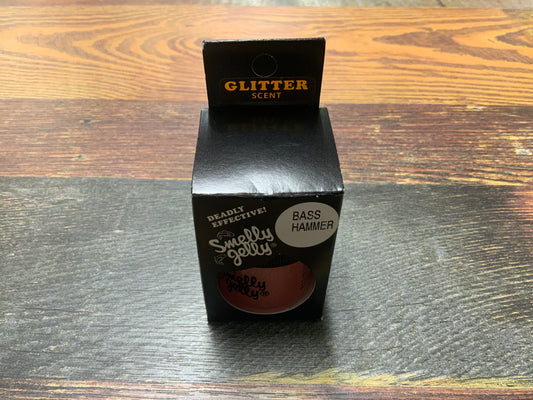 GLITTER
SCENT
DEADLY
EFFECTIVE!
Smelly
Jelly®
BASS
HAMMER
Smelly
Jelly®